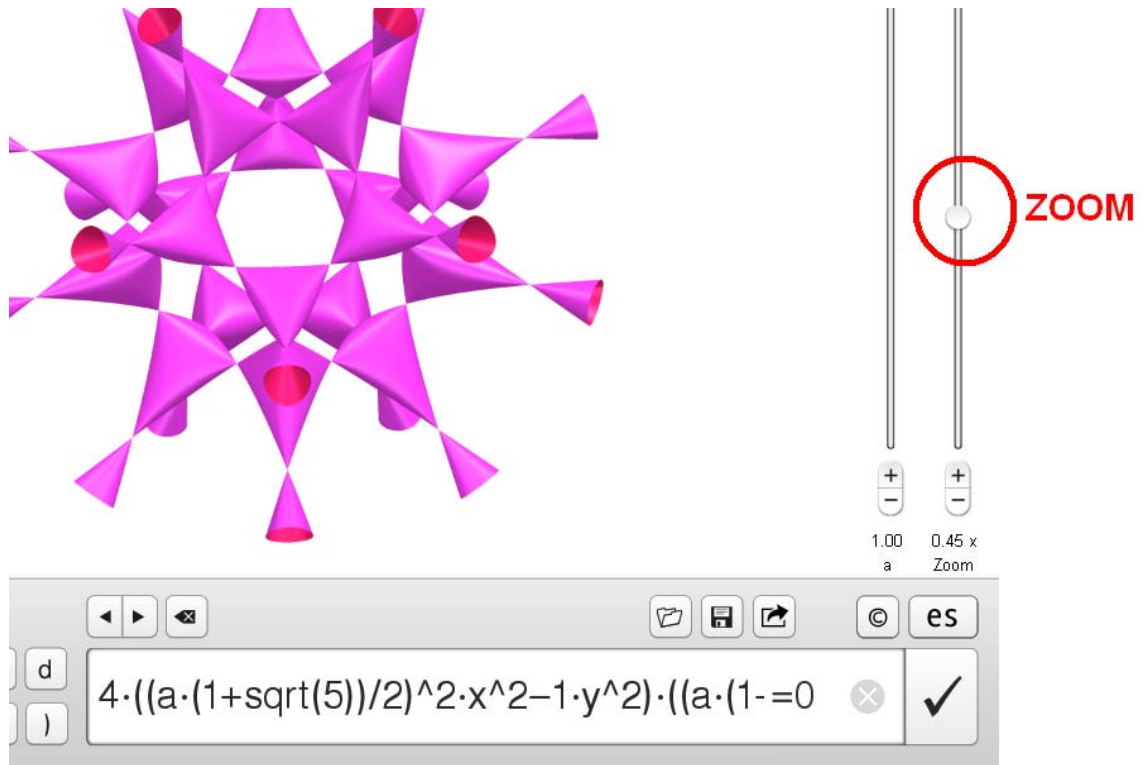 ZOOM
+ +
− −
1.00 0.45 x
a Zoom
© es
d
4·((a·(1+sqrt(5))/2)^2·x^2−1·y^2)·((a·(1- =0
)